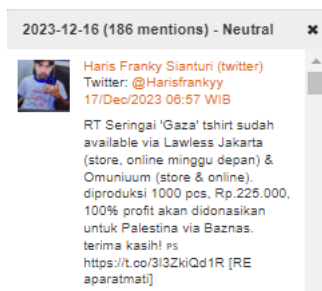 2023-12-16 (186 mentions) - Neutral ✖
Haris Franky Sianturi (twitter)
Twitter: @Harisfrankyy
17/Dec/2023 06:57 WIB
RT Seringai 'Gaza' tshirt sudah
available via Lawless Jakarta
(store, online minggu depan) &
Omunium (store & online).
diproduksi 1000 pcs, Rp.225.000,
100% profit akan didonasikan
untuk Palestina via Baznas.
terima kasih! PS
https://t.co/3I3ZkiQd1R [RE
aparatmati]